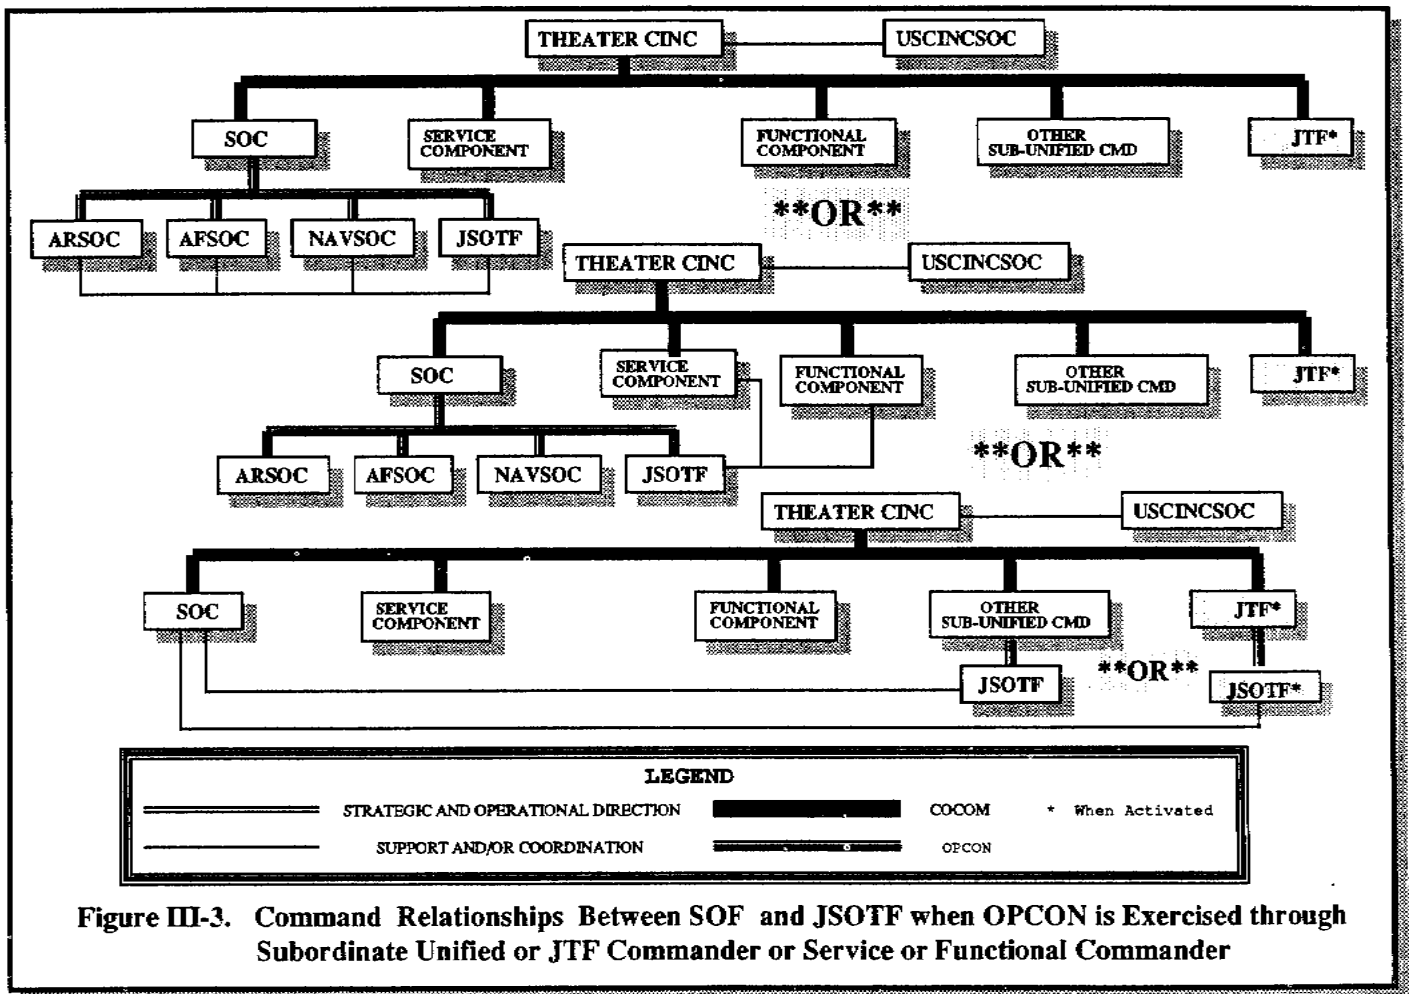 THEATER CINC
USCINCSOC
SOC
SERVICE
COMPONENT
FUNCTIONAL
COMPONENT
OTHER
SUB-UNIFIED CMD
JTF*
**OR**
ARSOC
AFSOC
NAVSOC
JSOTF
THEATER CINC
USCINCSOC
SOC
SERVICE
COMPONENT
FUNCTIONAL
COMPONENT
OTHER
SUB-UNIFIED CMD
JTF*
**OR**
ARSOC
AFSOC
NAVSOC
JSOTF
THEATER CINC
USCINCSOC
SOC
SERVICE
COMPONENT
FUNCTIONAL
COMPONENT
OTHER
SUB-UNIFIED CMD
JTF*
**OR**
JSOTF
JSOTF*
LEGEND
STRATEGIC AND OPERATIONAL DIRECTION
COCOM
* When Activated
SUPPORT AND/OR COORDINATION
OPCON
Figure III-3. Command Relationships Between SOF and JSOTF when OPCON is Exercised through
Subordinate Unified or JTF Commander or Service or Functional Commander